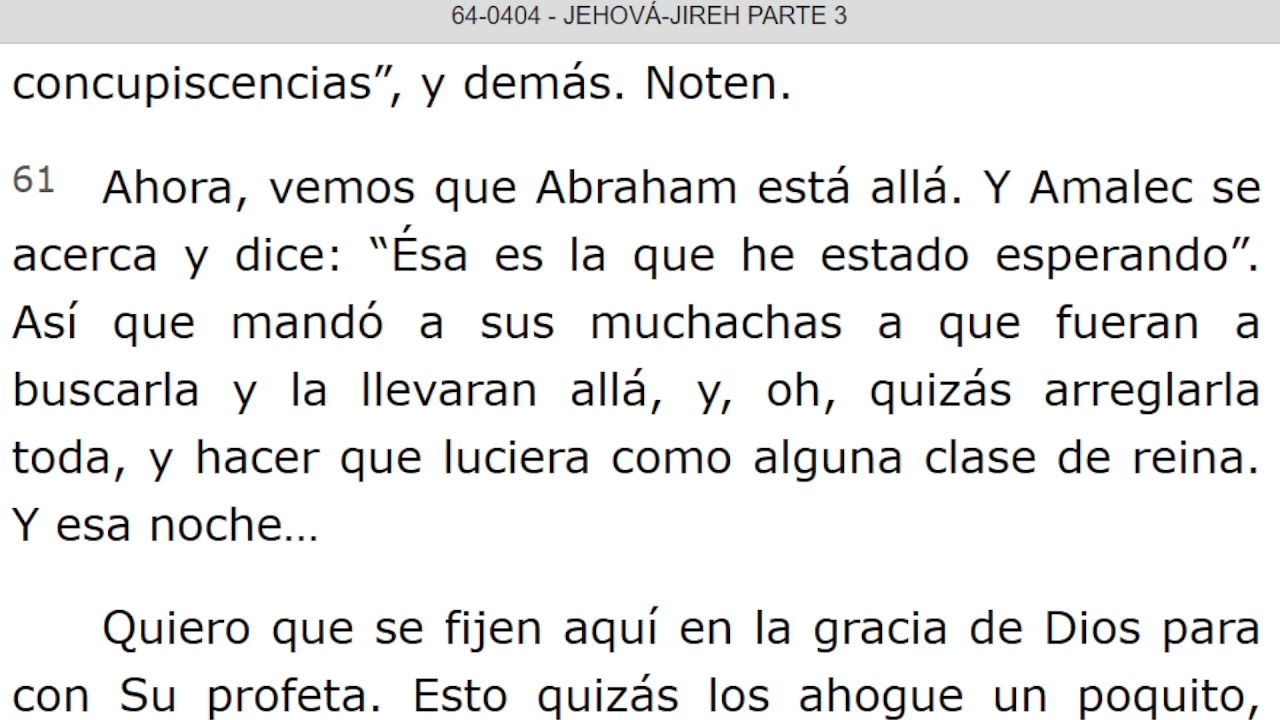 64-0404 - JEHOVÁ-JIREH PARTE 3
concupiscencias”, y demás. Noten.
61 Ahora, vemos que Abraham está allá. Y Amalec se
acerca y dice: “Ésa es la que he estado esperando”.
Así que mandó a sus muchachas a que fueran a
buscarla y la llevaran allá, y, oh, quizás arreglarla
toda, y hacer que luciera como alguna clase de reina.
Y esa noche…
Quiero que se fijen aquí en la gracia de Dios para
con Su profeta. Esto quizás los ahogue un poquito,